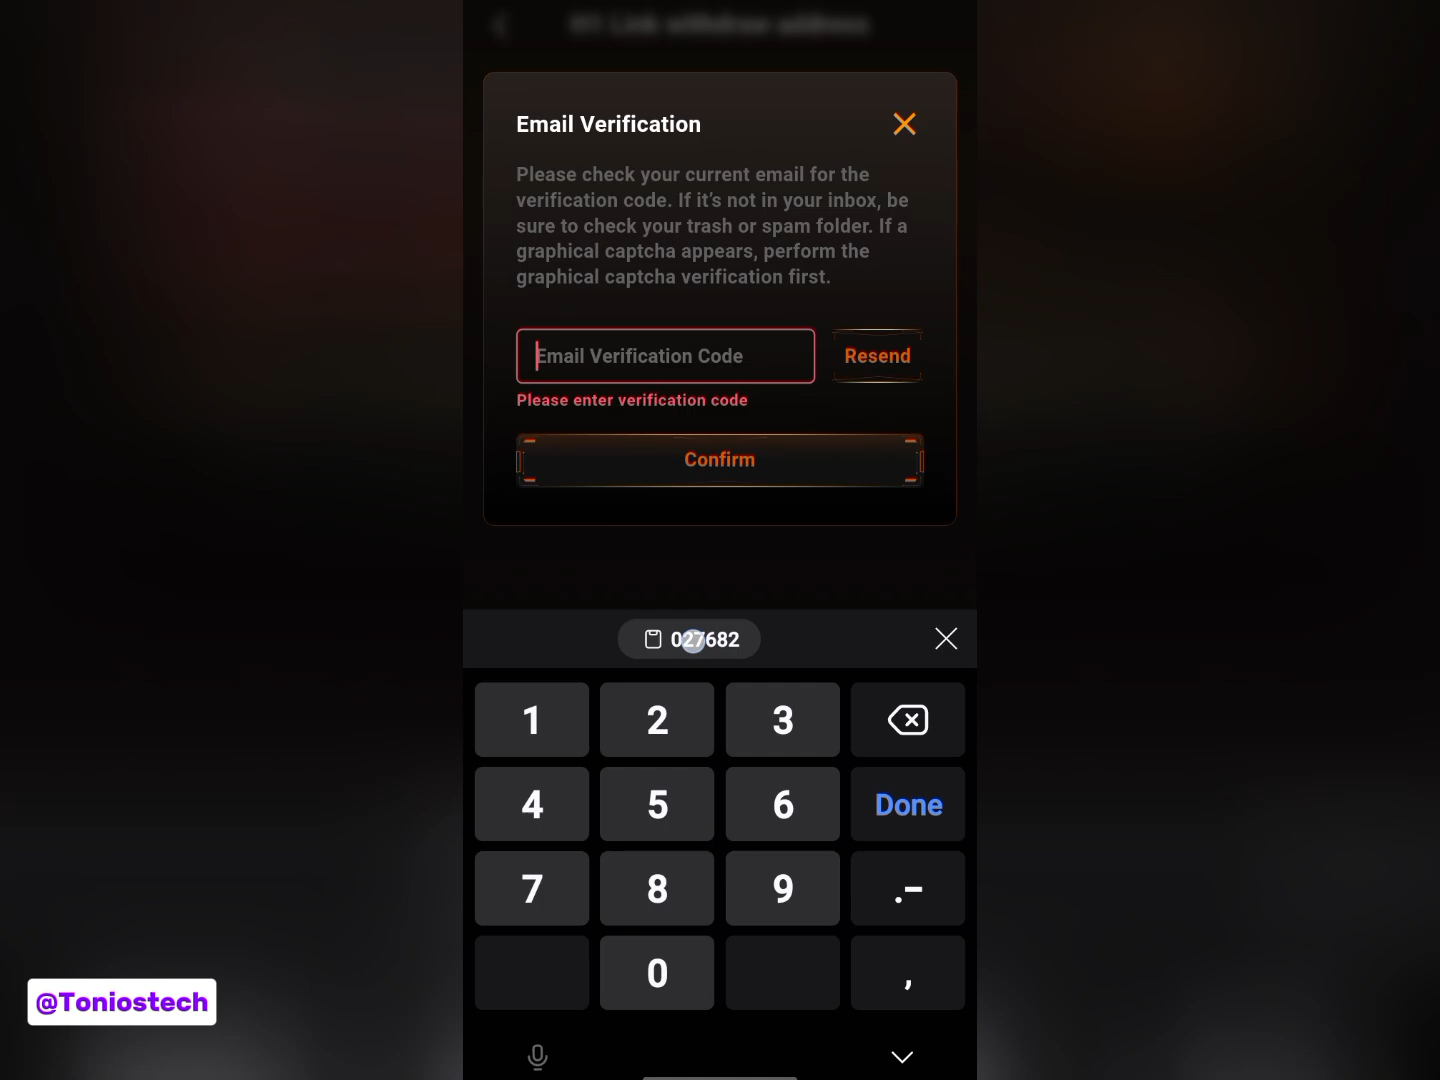 Link withdraw address
Email Verification
Please check your current email for the
verification code. If it’s not in your inbox, be
sure to check your trash or spam folder. If a
graphical captcha appears, perform the
graphical captcha verification first.
Email Verification Code
Resend
Please enter verification code
Confirm
027682
1 2 3
4 5 6 Done
7 8 9 .-
0 ,
@Toniostech